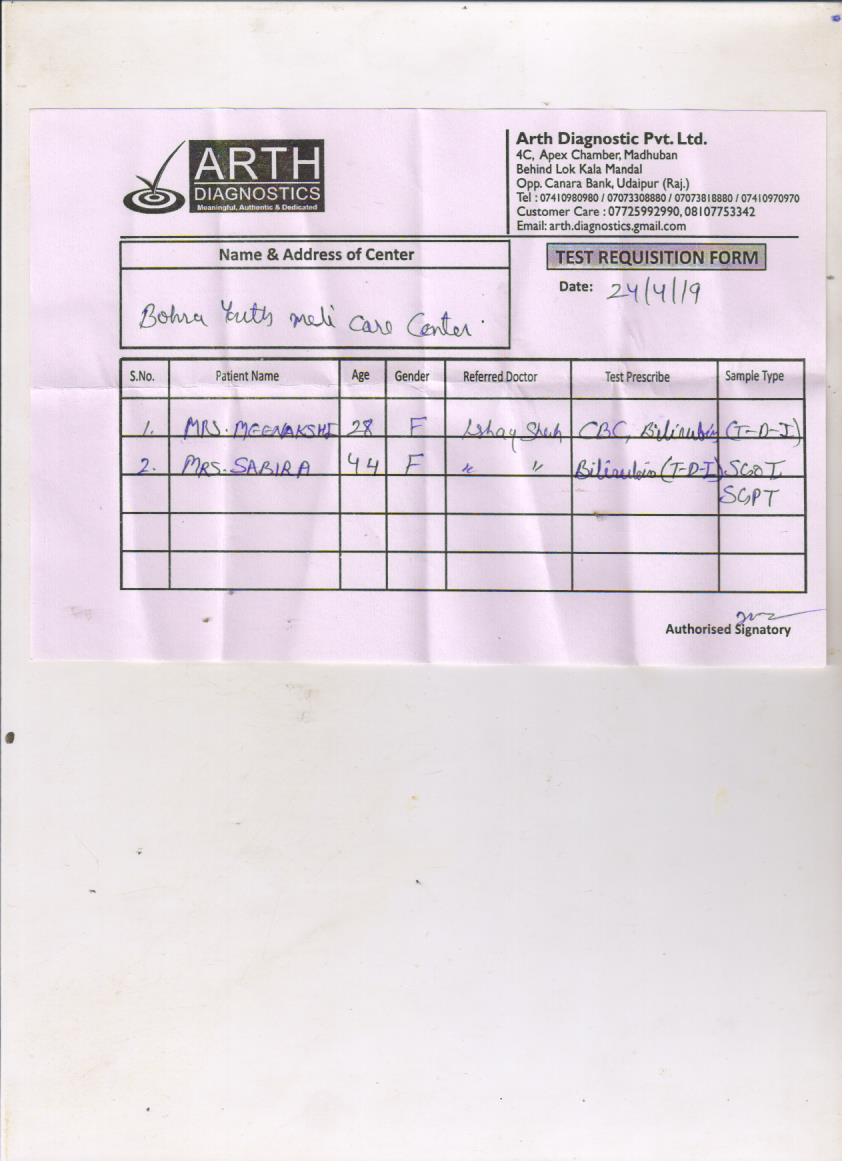 ARTH
DIAGNOSTICS
Meaningful, Authentic & Dedicated
Arth Diagnostic Pvt. Ltd.
4C, Apex Chamber, Madhuban
Behind Lok Kala Mandal
Opp. Canara Bank, Udaipur (Raj.)
Tel : 07410980980 / 07073308880 / 07073818880 / 07410970970
Customer Care : 07725992990, 08107753342
Email: arth.diagnostics.gmail.com
Name & Address of Center
TEST REQUISITION FORM
Date: 24/4/19
Bohra Youth medi care Center.
S.No. Patient Name Age Gender Referred Doctor Test Prescribe Sample Type
1. MRS. MEENAKSHI 28 F CBC, Bilirubin (T-D-I)
2. MRS. SABIRA 44 F " " Bilirubin (T-D-I) SGOT
SGPT
Authorised Signatory